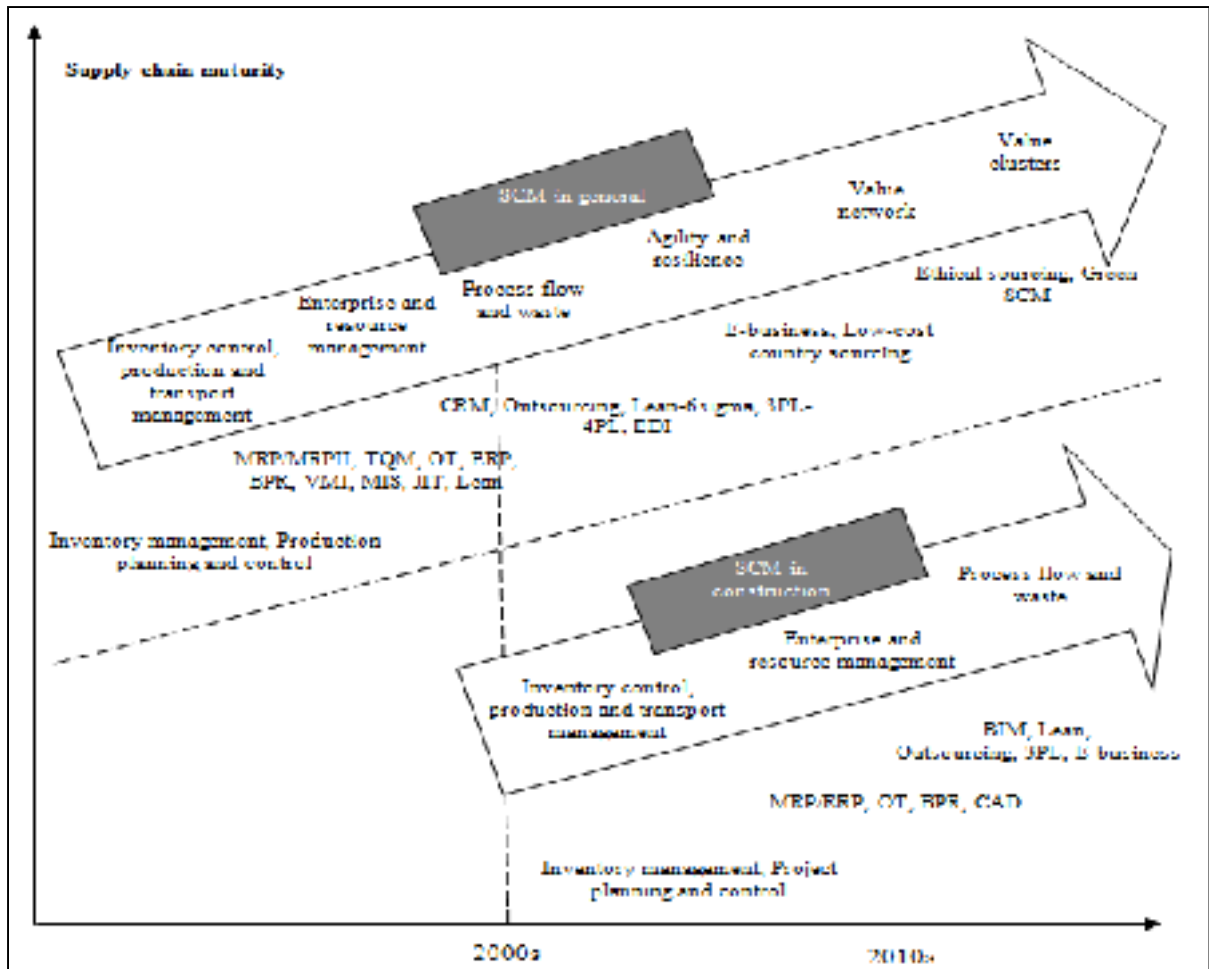 Supply chain maturity
Value
clusters
SCM in general
Value
network
Agility and
resilience
Ethical sourcing, Green
SCM
Process flow
and waste
Enterprise and
resource
management
E-business, Low-cost
country sourcing
Inventory control,
production and
transport
management
CRM, Outsourcing, Lean-6sigma, 3PL-
4PL, EDI
MRP/MRPII, TQM, OT, ERP,
BPR, VMI, MIS, JIT, Lean
Inventory management, Production
planning and control
SCM in
construction
Process flow and
waste
Enterprise and
resource management
Inventory control,
production and transport
management
BIM, Lean,
Outsourcing, 3PL, E-business
MRP/ERP, OT, BPR, CAD
Inventory management, Project
planning and control
2000s
2010s